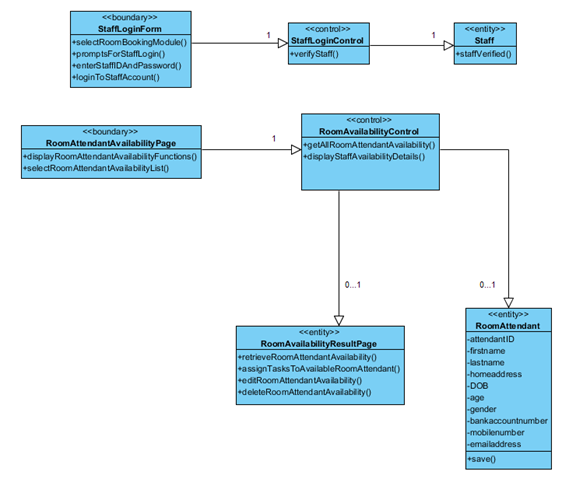 <<boundary>>
StaffLoginForm
+selectRoomBookingModule()
+promptsForStaffLogin()
+enterStaffIDAndPassword()
+loginToStaffAccount()
1
<<control>>
StaffLoginControl
+verifyStaff()
1
<<entity>>
Staff
+staffVerified()
<<boundary>>
RoomAttendantAvailabilityPage
+displayRoomAttendantAvailabilityFunctions()
+selectRoomAttendantAvailabilityList()
1
<<control>>
RoomAvailabilityControl
+getAllRoomAttendantAvailability()
+displayStaffAvailabilityDetails()
0...1
0...1
<<entity>>
RoomAvailabilityResultPage
+retrieveRoomAttendantAvailability()
+assignTasksToAvailableRoomAttendant()
+editRoomAttendantAvailability()
+deleteRoomAttendantAvailability()
<<entity>>
RoomAttendant
-attendantID
-firstname
-lastname
-homeaddress
-DOB
-age
-gender
-bankaccountnumber
-mobilenumber
-emailaddress
+save()